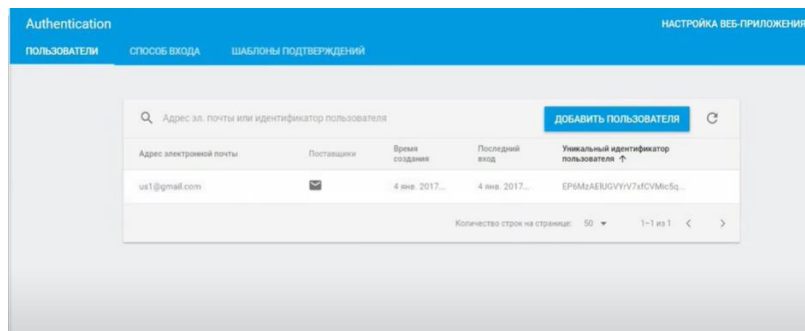 Authentication
НАСТРОЙКА ВЕБ-ПРИЛОЖЕНИЯ
ПОЛЬЗОВАТЕЛИ СПОСОБ ВХОДА ШАБЛОНЫ ПОДТВЕРЖДЕНИЙ
Адрес эл. почты или идентификатор пользователя
ДОБАВИТЬ ПОЛЬЗОВАТЕЛЯ
Адрес электронной почты
Поставщики
Время
создания
Последний
вход
Уникальный идентификатор
пользователя
us1@gmail.com
4 янв. 2017...
4 янв. 2017...
Количество строк на странице: 50
1–1 из 1